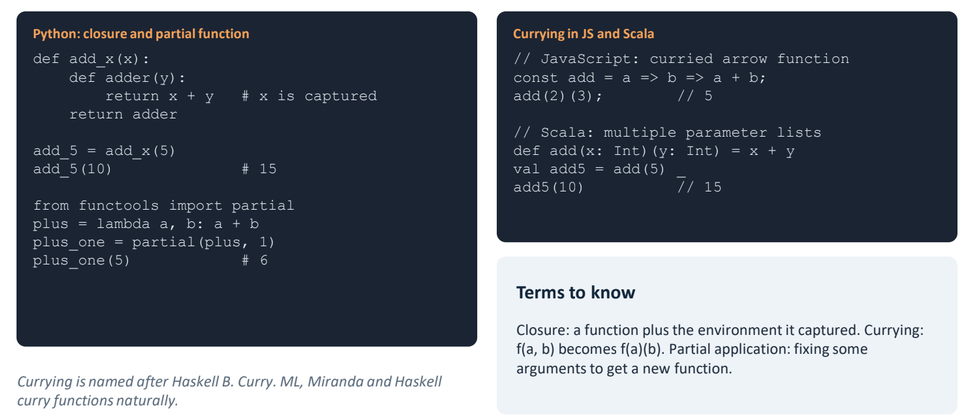 Python: closure and partial function
def add_x(x):
    def adder(y):
        return x + y   # x is captured
    return adder

add_5 = add_x(5)
add_5(10)              # 15

from functools import partial
plus = lambda a, b: a + b
plus_one = partial(plus, 1)
plus_one(5)            # 6

Currying is named after Haskell B. Curry. ML, Miranda and Haskell
curry functions naturally.

Currying in JS and Scala
// JavaScript: curried arrow function
const add = a => b => a + b;
add(2)(3);        // 5

// Scala: multiple parameter lists
def add(x: Int)(y: Int) = x + y
val add5 = add(5) _
add5(10)          // 15

Terms to know
Closure: a function plus the environment it captured. Currying:
f(a, b) becomes f(a)(b). Partial application: fixing some
arguments to get a new function.